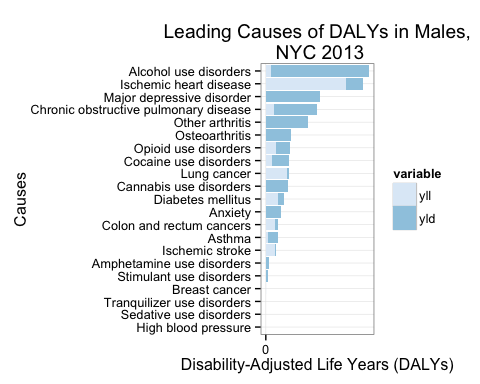 Leading Causes of DALYs in Males,
NYC 2013
Causes
Alcohol use disorders
Ischemic heart disease
Major depressive disorder
Chronic obstructive pulmonary disease
Other arthritis
Osteoarthritis
Opioid use disorders
Cocaine use disorders
Lung cancer
Cannabis use disorders
Diabetes mellitus
Anxiety
Colon and rectum cancers
Asthma
Ischemic stroke
Amphetamine use disorders
Stimulant use disorders
Breast cancer
Tranquilizer use disorders
Sedative use disorders
High blood pressure
0
Disability-Adjusted Life Years (DALYs)
variable
yll
yld